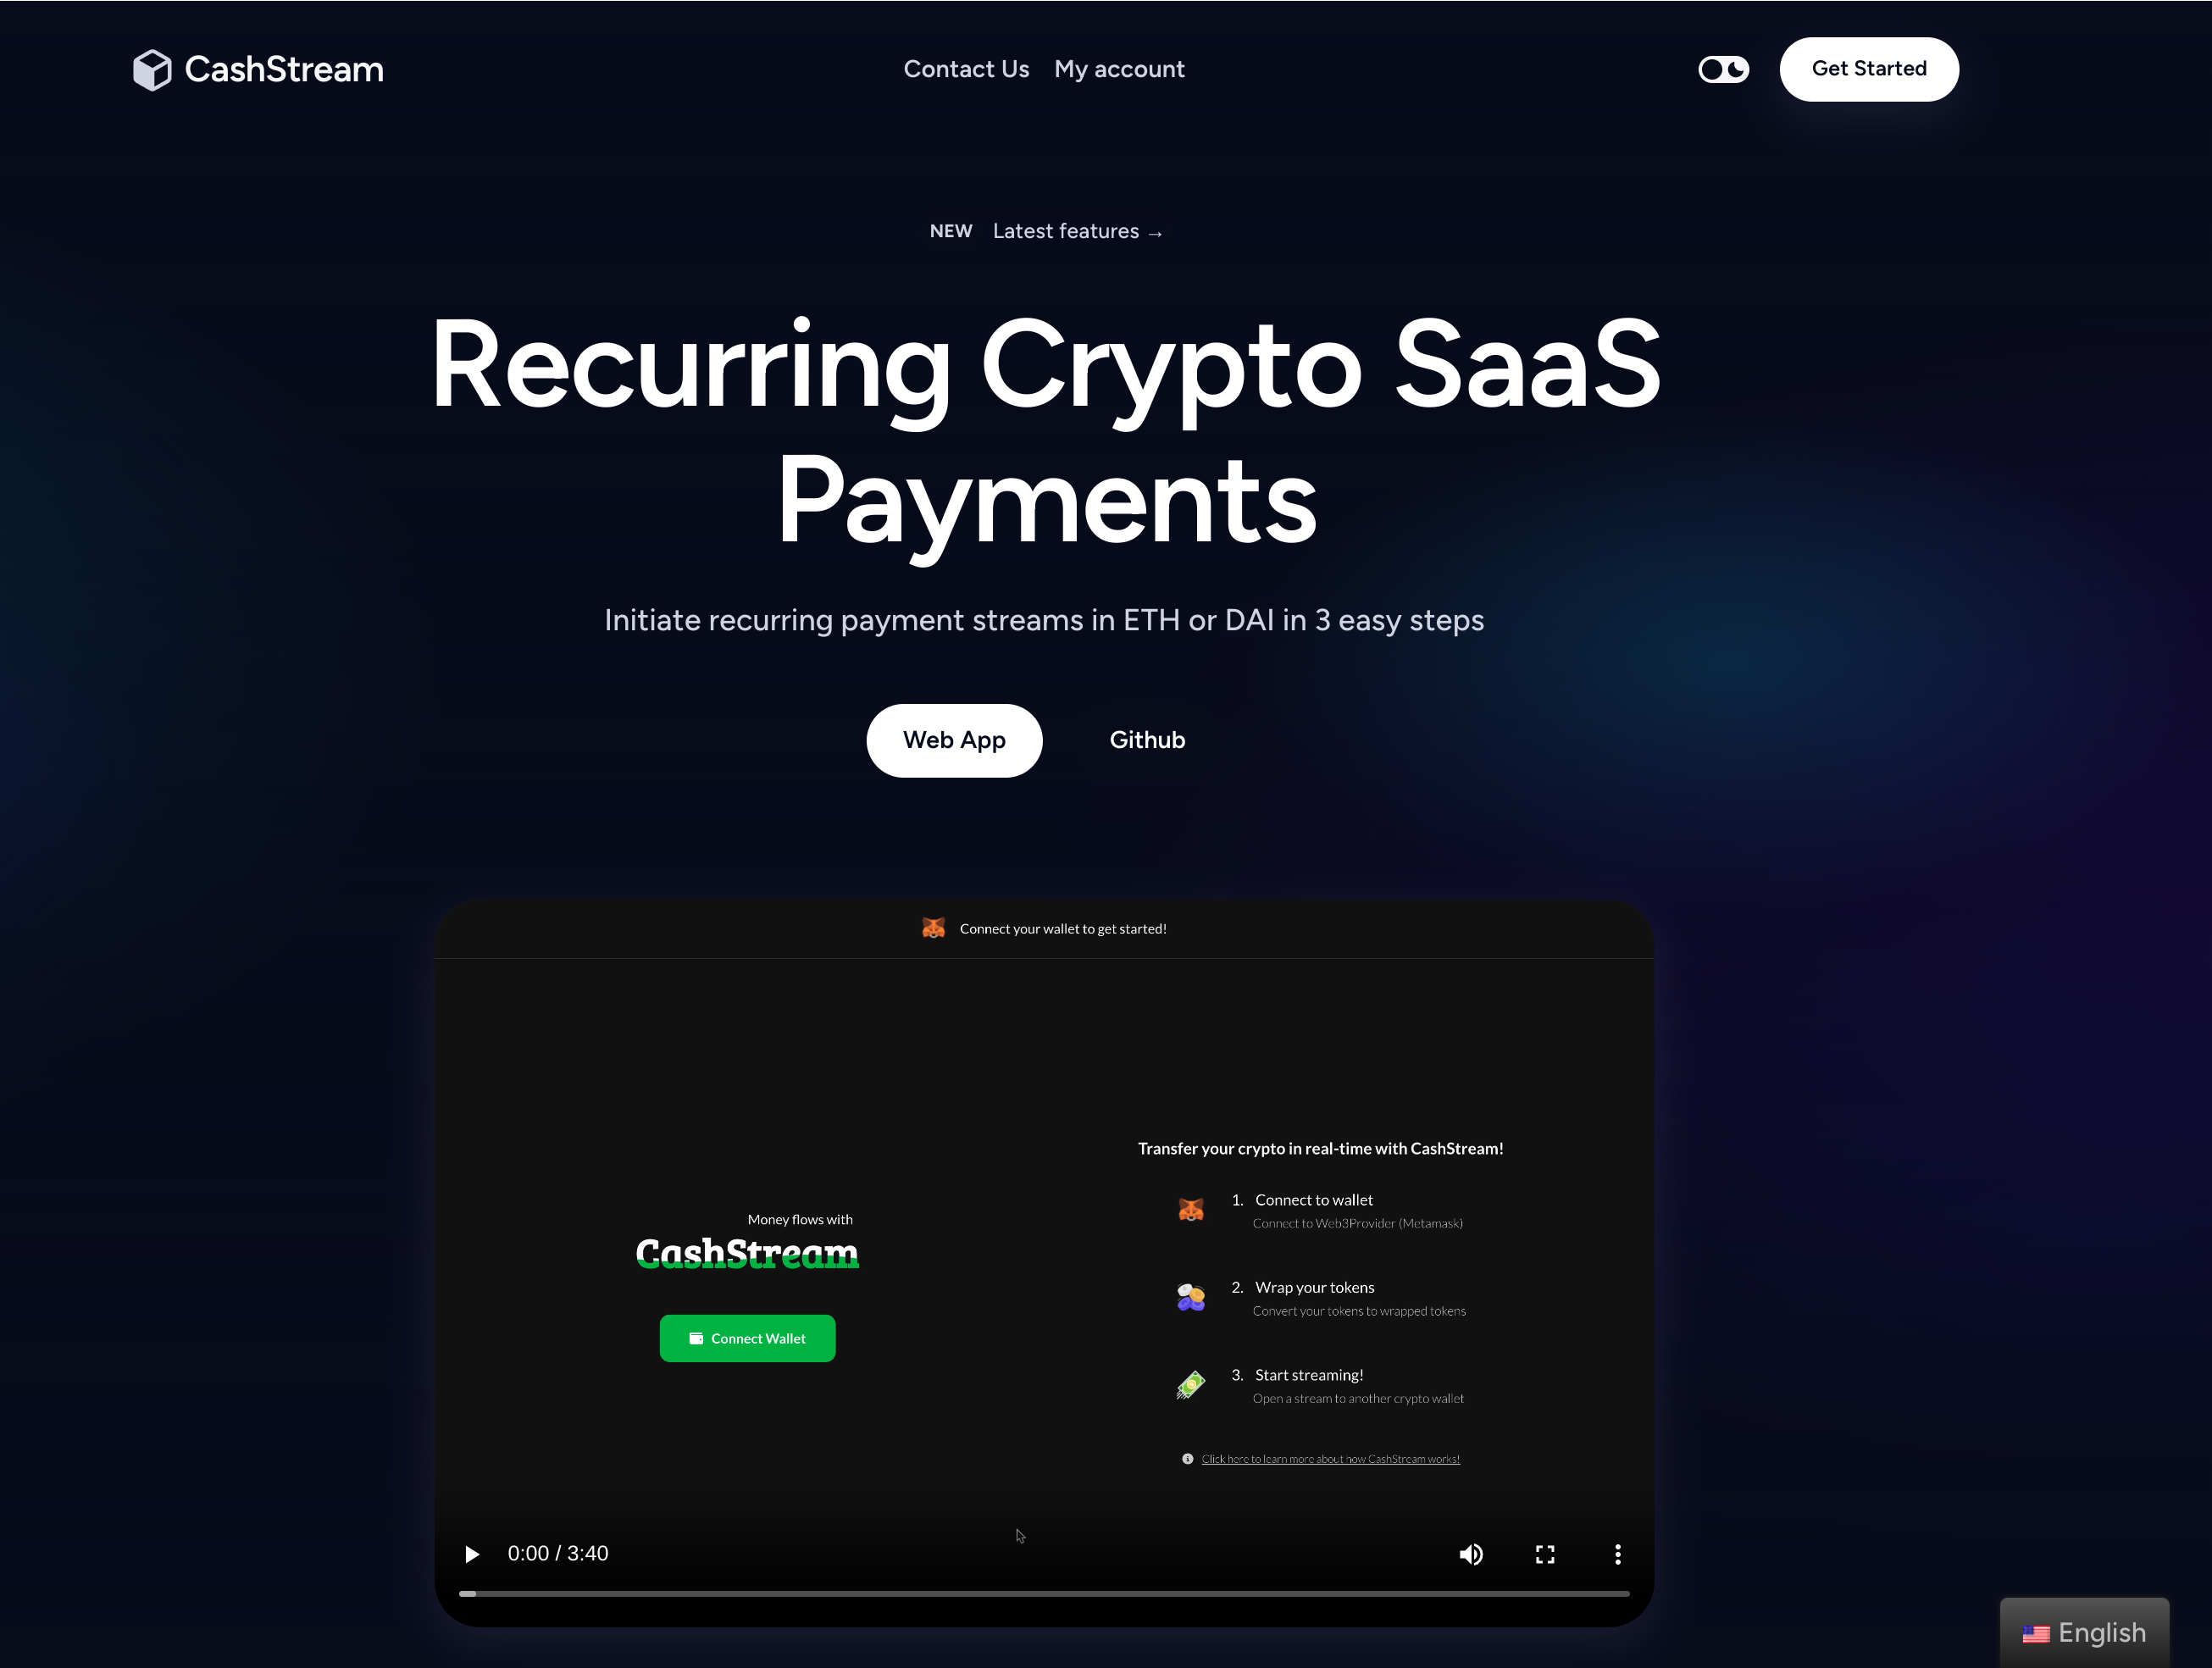 CashStream
Contact Us
My account
Get Started
NEW Latest features →
Recurring Crypto SaaS
Payments
Initiate recurring payment streams in ETH or DAI in 3 easy steps
Web App
Github
Connect your wallet to get started!
Money flows with
CashStream
Connect Wallet
Transfer your crypto in real-time with CashStream!
1. Connect to wallet
Connect to Web3Provider (Metamask)
2. Wrap your tokens
Convert your tokens to wrapped tokens
3. Start streaming!
Open a stream to another crypto wallet
Click here to learn more about how CashStream works!
0:00 / 3:40
English